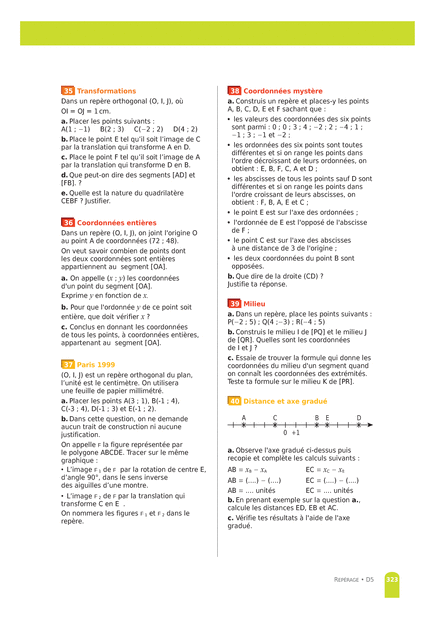 35 Transformations
Dans un repère orthogonal (O, I, J), où
OI = OJ = 1 cm.
a. Placer les points suivants :
A(1 ; −1) B(2 ; 3) C(−2 ; 2) D(4 ; 2)
b. Place le point E tel qu'il soit l'image de C
par la translation qui transforme A en D.
c. Place le point F tel qu'il soit l'image de A
par la translation qui transforme D en B.
d. Que peut-on dire des segments [AD] et
[FB]. ?
e. Quelle est la nature du quadrilatère
CEBF ? Justifier.
36 Coordonnées entières
Dans un repère (O, I, J), on joint l'origine O
au point A de coordonnées (72 ; 48).
On veut savoir combien de points dont
les deux coordonnées sont entières
appartiennent au segment [OA].
a. On appelle (x ; y) les coordonnées
d'un point du segment [OA].
Exprime y en fonction de x.
b. Pour que l'ordonnée y de ce point soit
entière, que doit vérifier x ?
c. Conclus en donnant les coordonnées
de tous les points, à coordonnées entières,
appartenant au segment [OA].
37 Paris 1999
(O, I, J) est un repère orthogonal du plan,
l'unité est le centimètre. On utilisera
une feuille de papier millimétré.
a. Placer les points A(3 ; 1), B(-1 ; 4),
C(-3 ; 4), D(-1 ; 3) et E(-1 ; 2).
b. Dans cette question, on ne demande
aucun trait de construction ni aucune
justification.
On appelle F la figure représentée par
le polygone ABCDE. Tracer sur le même
graphique :
• L'image F1 de F par la rotation de centre E,
d'angle 90°, dans le sens inverse
des aiguilles d'une montre.
• L'image F2 de F par la translation qui
transforme C en E .
On nommera les figures F1 et F2 dans le
repère.
38 Coordonnées mystère
a. Construis un repère et places-y les points
A, B, C, D, E et F sachant que :
• les valeurs des coordonnées des six points
sont parmi : 0 ; 0 ; 3 ; 4 ; −2 ; 2 ; −4 ; 1 ;
−1 ; 3 ; −1 et −2 ;
• les ordonnées des six points sont toutes
différentes et si on range les points dans
l'ordre décroissant de leurs ordonnées, on
obtient : E, B, F, C, A et D ;
• les abscisses de tous les points sauf D sont
différentes et si on range les points dans
l'ordre croissant de leurs abscisses, on
obtient : F, B, A, E et C ;
• le point E est sur l'axe des ordonnées ;
• l'ordonnée de E est l'opposé de l'abscisse
de F ;
• le point C est sur l'axe des abscisses
à une distance de 3 de l'origine ;
• les deux coordonnées du point B sont
opposées.
b. Que dire de la droite (CD) ?
Justifie ta réponse.
39 Milieu
a. Dans un repère, place les points suivants :
P(−2 ; 5) ; Q(4 ;−3) ; R(−4 ; 5)
b. Construis le milieu I de [PQ] et le milieu J
de [QR]. Quelles sont les coordonnées
de I et J ?
c. Essaie de trouver la formule qui donne les
coordonnées du milieu d'un segment quand
on connaît les coordonnées des extrémités.
Teste ta formule sur le milieu K de [PR].
40 Distance et axe gradué
A C B E D
0 +1
a. Observe l'axe gradué ci-dessus puis
recopie et complète les calculs suivants :
AB = xB − xA EC = xC − xE
AB = (....) − (....) EC = (....) − (....)
AB = .... unités EC = .... unités
b. En prenant exemple sur la question a.,
calcule les distances ED, EB et AC.
c. Vérifie tes résultats à l'aide de l'axe
gradué.
REPÉRAGE • D5 323